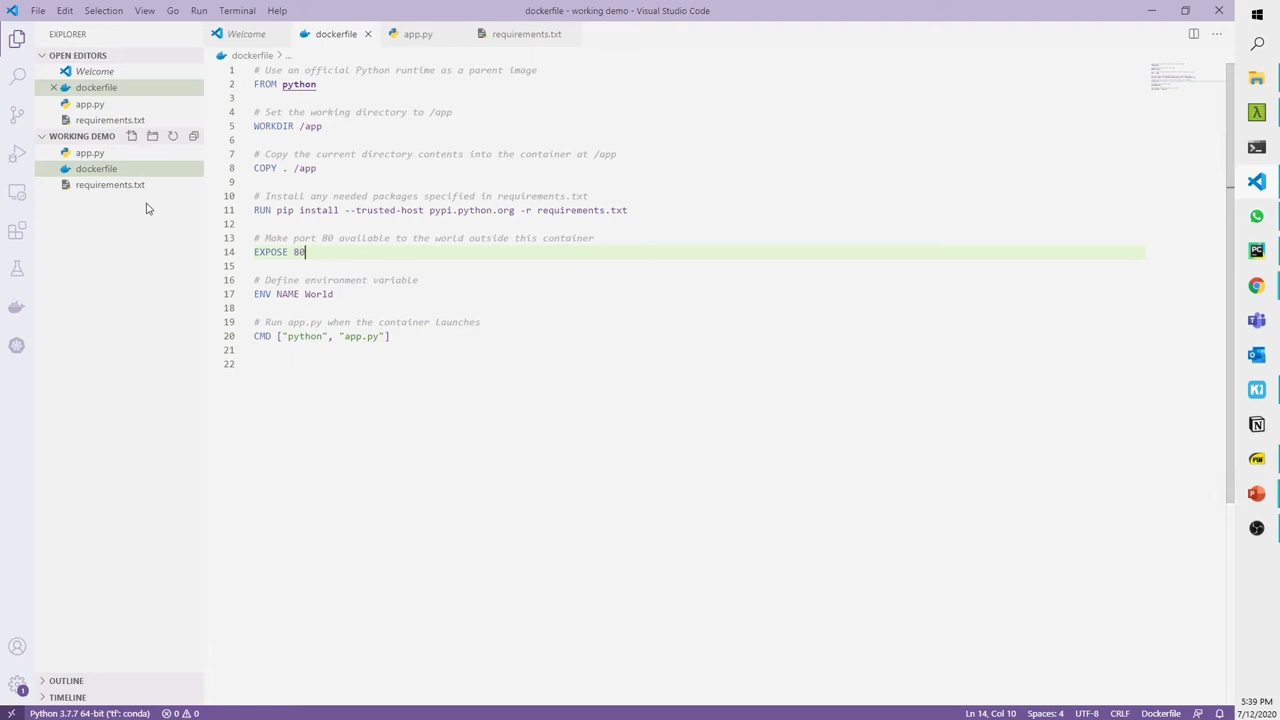 File Edit Selection View Go Run Terminal Help
dockerfile - working demo - Visual Studio Code
EXPLORER
OPEN EDITORS
Welcome
dockerfile
app.py
requirements.txt
WORKING DEMO
app.py
dockerfile
requirements.txt
OUTLINE
TIMELINE
Welcome dockerfile app.py requirements.txt
dockerfile > ...
1 # Use an official Python runtime as a parent image
2 FROM python
3
4 # Set the working directory to /app
5 WORKDIR /app
6
7 # Copy the current directory contents into the container at /app
8 COPY . /app
9
10 # Install any needed packages specified in requirements.txt
11 RUN pip install --trusted-host pypi.python.org -r requirements.txt
12
13 # Make port 80 available to the world outside this container
14 EXPOSE 80
15
16 # Define environment variable
17 ENV NAME World
18
19 # Run app.py when the container launches
20 CMD ["python", "app.py"]
21
22
1
Python 3.7.7 64-bit ('tf': conda) 0 0
Ln 14, Col 10 Spaces: 4 UTF-8 CRLF Dockerfile
5:39 PM
7/12/2020